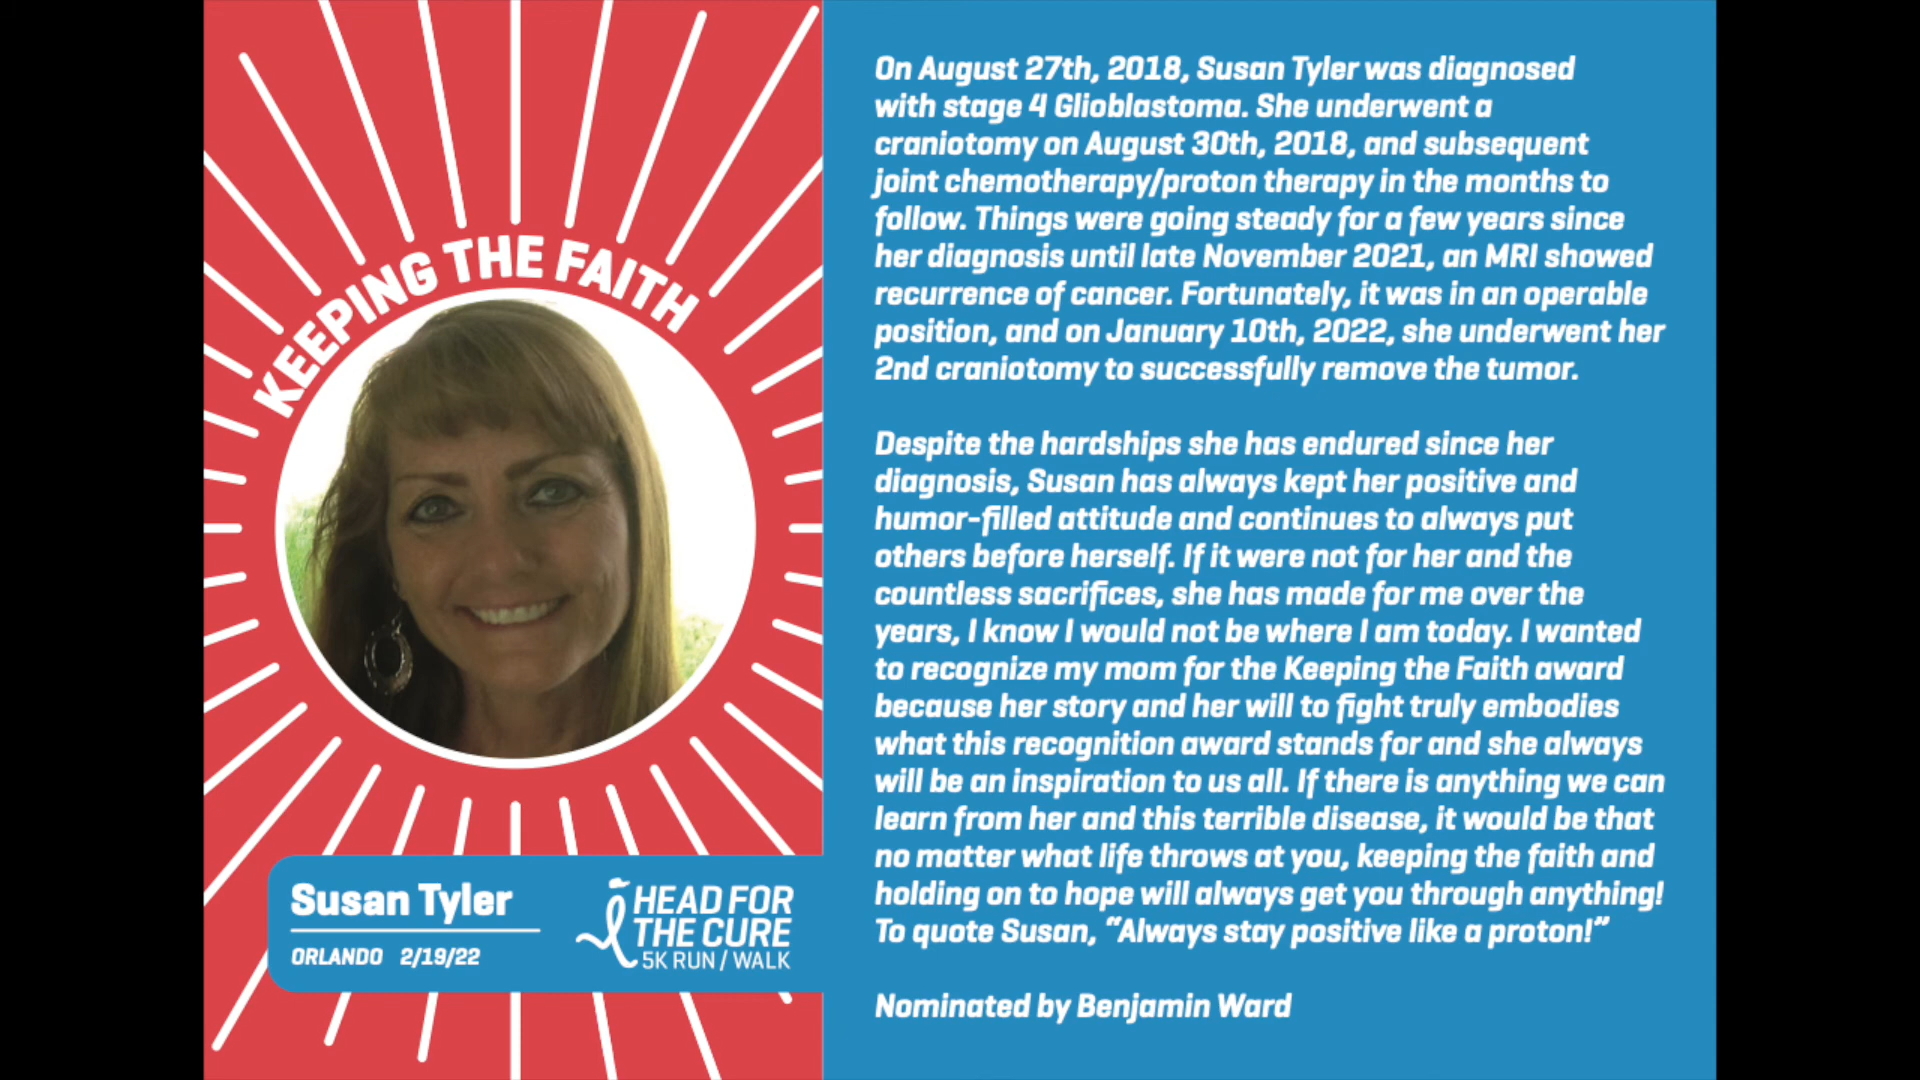 KEEPING THE FAITH
Susan Tyler
ORLANDO 2/19/22
HEAD FOR
THE CURE
5K RUN / WALK
On August 27th, 2018, Susan Tyler was diagnosed
with stage 4 Glioblastoma. She underwent a
craniotomy on August 30th, 2018, and subsequent
joint chemotherapy/proton therapy in the months to
follow. Things were going steady for a few years since
her diagnosis until late November 2021, an MRI showed
recurrence of cancer. Fortunately, it was in an operable
position, and on January 10th, 2022, she underwent her
2nd craniotomy to successfully remove the tumor.
Despite the hardships she has endured since her
diagnosis, Susan has always kept her positive and
humor-filled attitude and continues to always put
others before herself. If it were not for her and the
countless sacrifices, she has made for me over the
years, I know I would not be where I am today. I wanted
to recognize my mom for the Keeping the Faith award
because her story and her will to fight truly embodies
what this recognition award stands for and she always
will be an inspiration to us all. If there is anything we can
learn from her and this terrible disease, it would be that
no matter what life throws at you, keeping the faith and
holding on to hope will always get you through anything!
To quote Susan, “Always stay positive like a proton!”
Nominated by Benjamin Ward